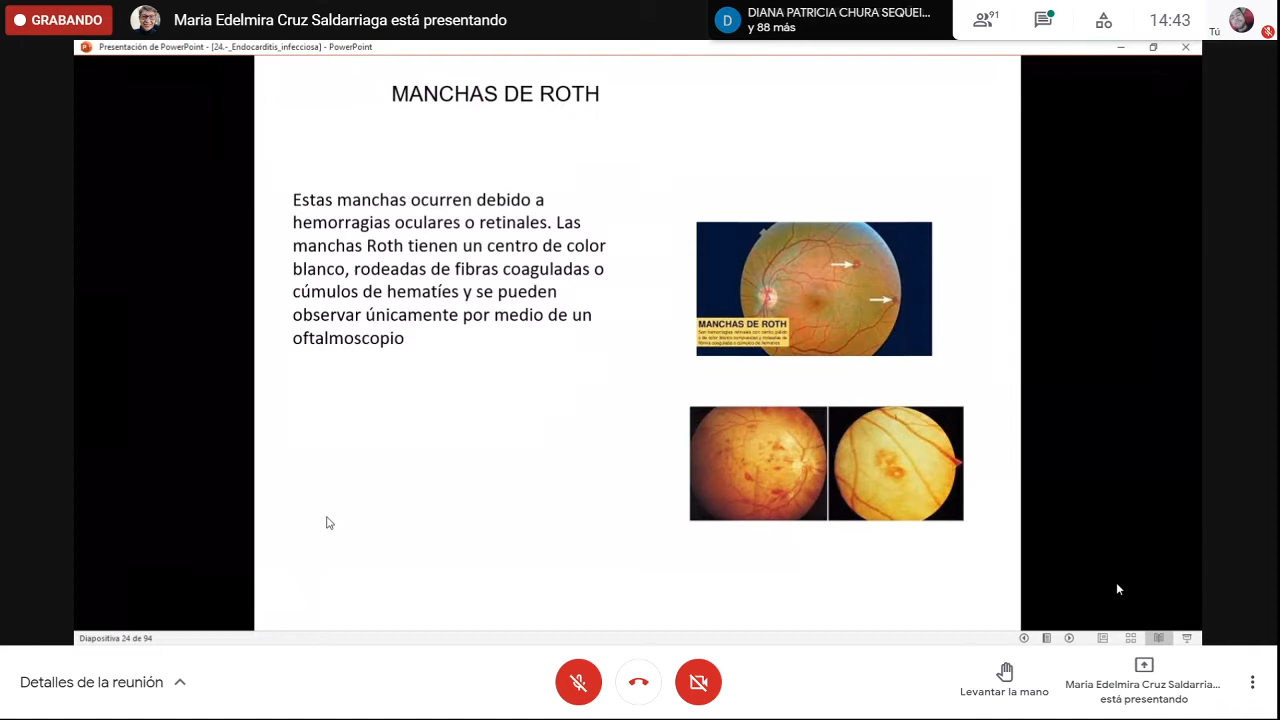 GRABANDO
Maria Edelmira Cruz Saldarriaga está presentando
D
DIANA PATRICIA CHURA SEQUEI...
y 88 más
91
14:43
Tú
Presentación de PowerPoint - [24.-_Endocarditis_infecciosa] - PowerPoint
MANCHAS DE ROTH
Estas manchas ocurren debido a
hemorragias oculares o retinales. Las
manchas Roth tienen un centro de color
blanco, rodeadas de fibras coaguladas o
cúmulos de hematíes y se pueden
observar únicamente por medio de un
oftalmoscopio
MANCHAS DE ROTH
Diapositiva 24 de 94
Detalles de la reunión
Levantar la mano
Maria Edelmira Cruz Saldarria...
está presentando